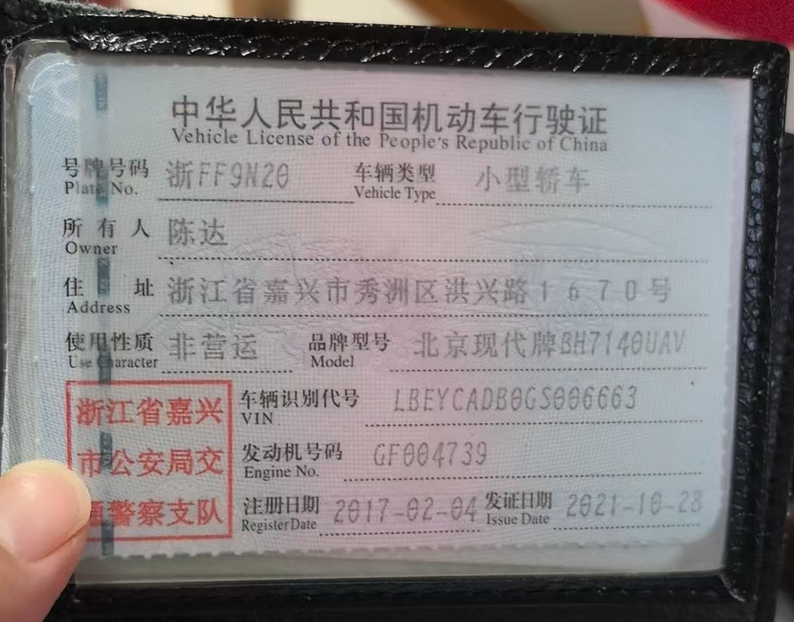 中华人民共和国机动车行驶证
Vehicle License of the People's Republic of China
号牌号码 浙FF9N20 车辆类型 小型轿车
Plate No. Vehicle Type
所有人 陈达
Owner
住址 浙江省嘉兴市秀洲区洪兴路1670号
Address
使用性质 非营运 品牌型号 北京现代牌BH7140UAV
Use Character Model
浙江省嘉兴 车辆识别代号 LBEYCADB0GS006663
VIN
市公安局交 发动机号码 GF004739
Engine No.
通警察支队 注册日期 2017-02-04 发证日期 2021-10-28
Register Date Issue Date